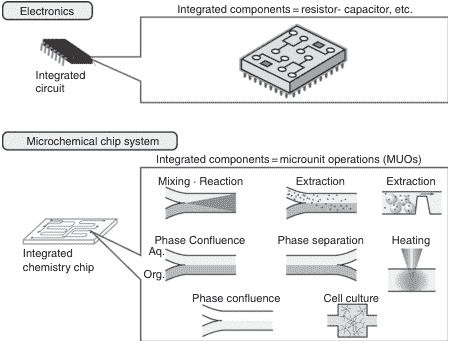 Electronics
Integrated components = resistor- capacitor, etc.
Integrated
circuit
Microchemical chip system
Integrated components = microunit operations (MUOs)
Mixing · Reaction
Extraction
Extraction
Integrated
chemistry chip
Phase Confluence
Phase separation
Heating
Aq.
Org.
Phase confluence
Cell culture